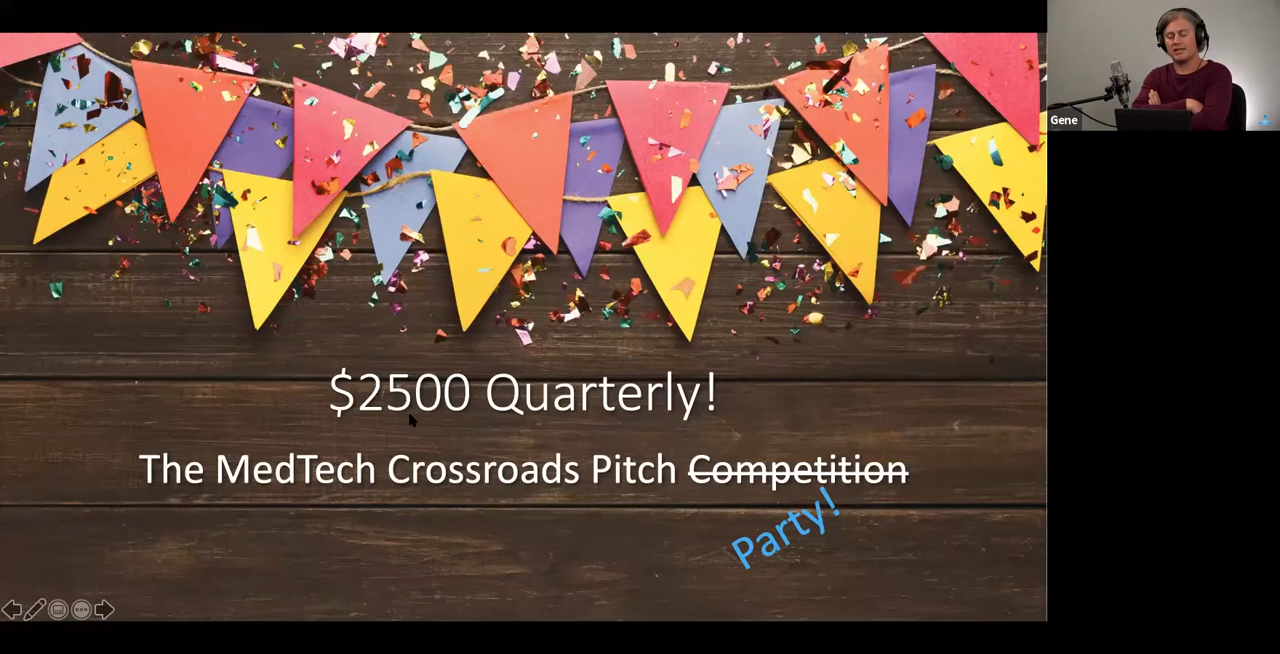 Gene
$2500 Quarterly!
The MedTech Crossroads Pitch Competition
Party!